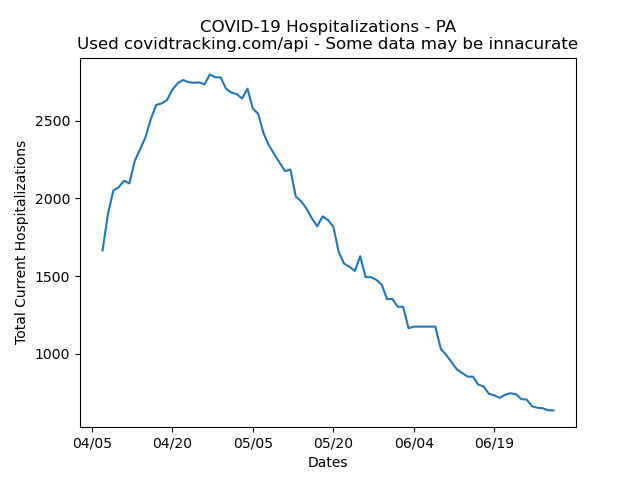 COVID-19 Hospitalizations - PA
Used covidtracking.com/api - Some data may be innacurate
Total Current Hospitalizations
2500
2000
1500
1000
04/05 04/20 05/05 05/20 06/04 06/19
Dates